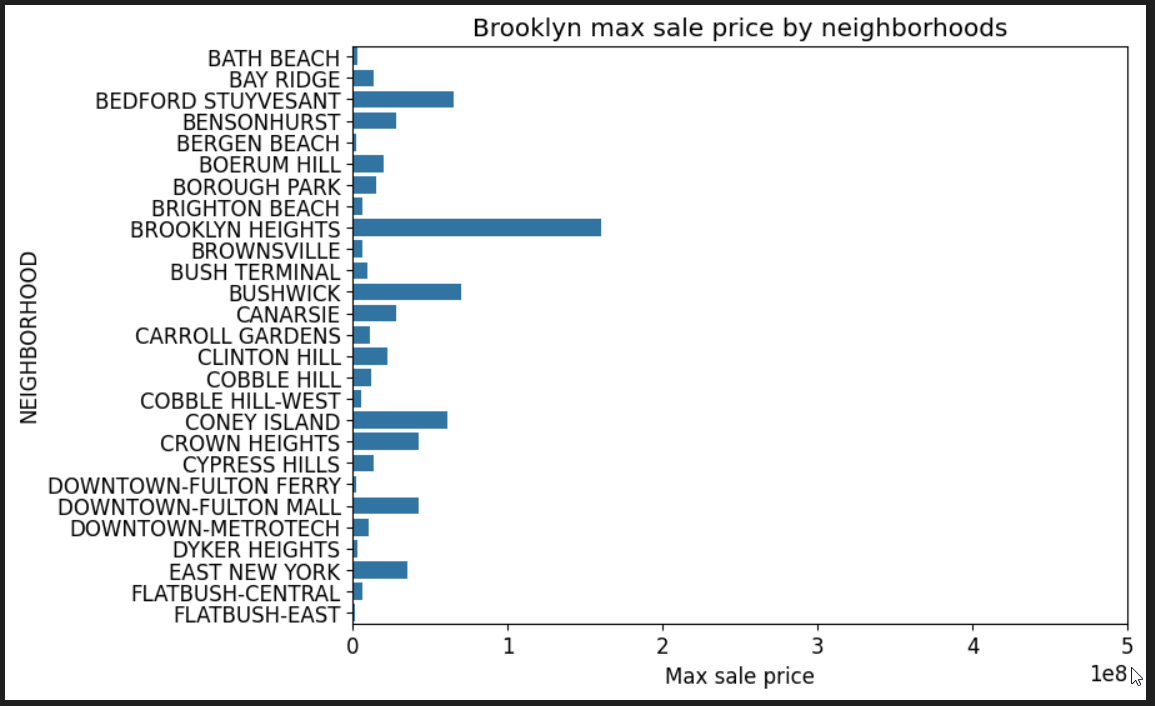 Brooklyn max sale price by neighborhoods
NEIGHBORHOOD
BATH BEACH
BAY RIDGE
BEDFORD STUYVESANT
BENSONHURST
BERGEN BEACH
BOERUM HILL
BOROUGH PARK
BRIGHTON BEACH
BROOKLYN HEIGHTS
BROWNSVILLE
BUSH TERMINAL
BUSHWICK
CANARSIE
CARROLL GARDENS
CLINTON HILL
COBBLE HILL
COBBLE HILL-WEST
CONEY ISLAND
CROWN HEIGHTS
CYPRESS HILLS
DOWNTOWN-FULTON FERRY
DOWNTOWN-FULTON MALL
DOWNTOWN-METROTECH
DYKER HEIGHTS
EAST NEW YORK
FLATBUSH-CENTRAL
FLATBUSH-EAST
0 1 2 3 4 5
Max sale price
1e8